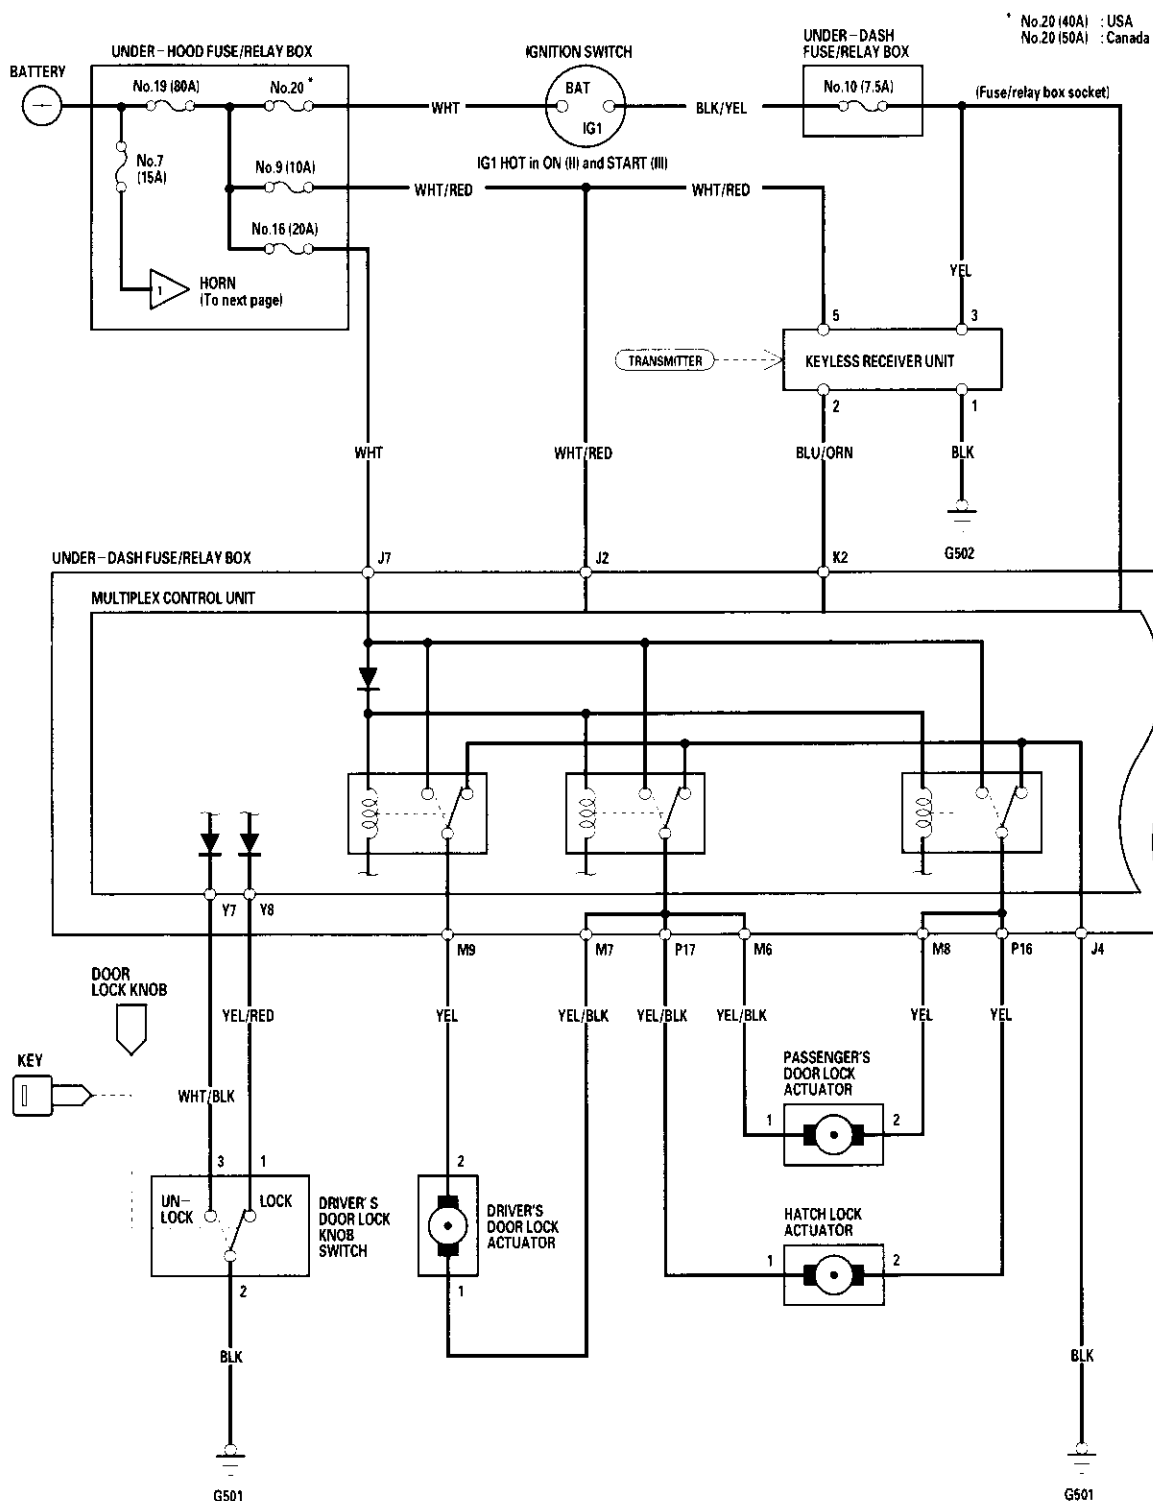 * No.20 (40A) : USA
No.20 (50A) : Canada
UNDER-HOOD FUSE/RELAY BOX
IGNITION SWITCH
UNDER-DASH
FUSE/RELAY BOX
BATTERY
No.19 (80A)
No.20 *
WHT
BAT
IG1
BLK/YEL
No.10 (7.5A)
(Fuse/relay box socket)
No.7
(15A)
IG1 HOT in ON (II) and START (III)
No.9 (10A)
WHT/RED
WHT/RED
No.16 (20A)
1
HORN
(To next page)
YEL
5
3
TRANSMITTER
KEYLESS RECEIVER UNIT
2
1
WHT
WHT/RED
BLU/ORN
BLK
G502
UNDER-DASH FUSE/RELAY BOX
J7
J2
K2
MULTIPLEX CONTROL UNIT
Y7
Y8
M9
M7
P17
M6
M8
P16
J4
DOOR
LOCK KNOB
YEL/RED
YEL
YEL/BLK
YEL/BLK
YEL/BLK
YEL
YEL
KEY
WHT/BLK
PASSENGER'S
DOOR LOCK
ACTUATOR
1
2
3
1
2
UN-
LOCK
LOCK
DRIVER'S
DOOR LOCK
KNOB
SWITCH
DRIVER'S
DOOR LOCK
ACTUATOR
HATCH LOCK
ACTUATOR
1
2
2
1
BLK
BLK
G501
G501